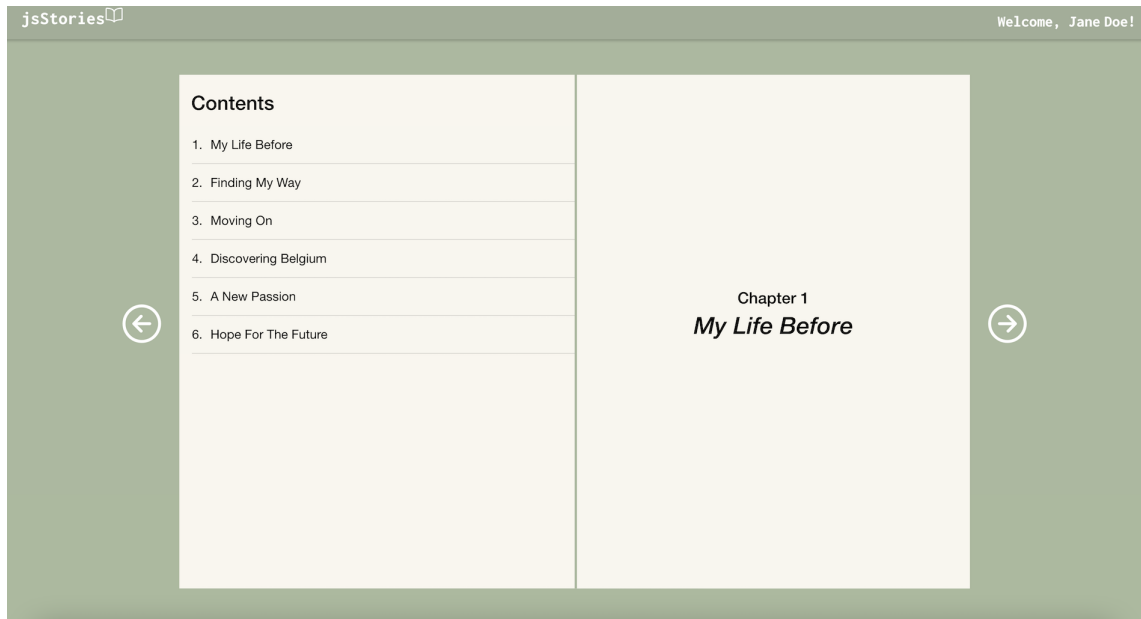 jsStories
Welcome, Jane Doe!
Contents
1. My Life Before
2. Finding My Way
3. Moving On
4. Discovering Belgium
5. A New Passion
6. Hope For The Future
Chapter 1
My Life Before